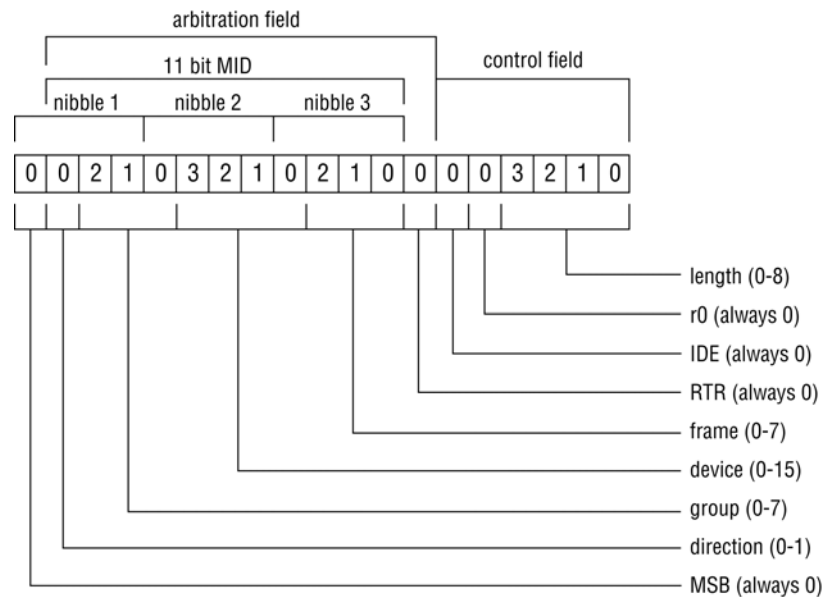 arbitration field
11 bit MID
control field
nibble 1 nibble 2 nibble 3
0 0 2 1 0 3 2 1 0 2 1 0 0 0 0 3 2 1 0
length (0-8)
r0 (always 0)
IDE (always 0)
RTR (always 0)
frame (0-7)
device (0-15)
group (0-7)
direction (0-1)
MSB (always 0)